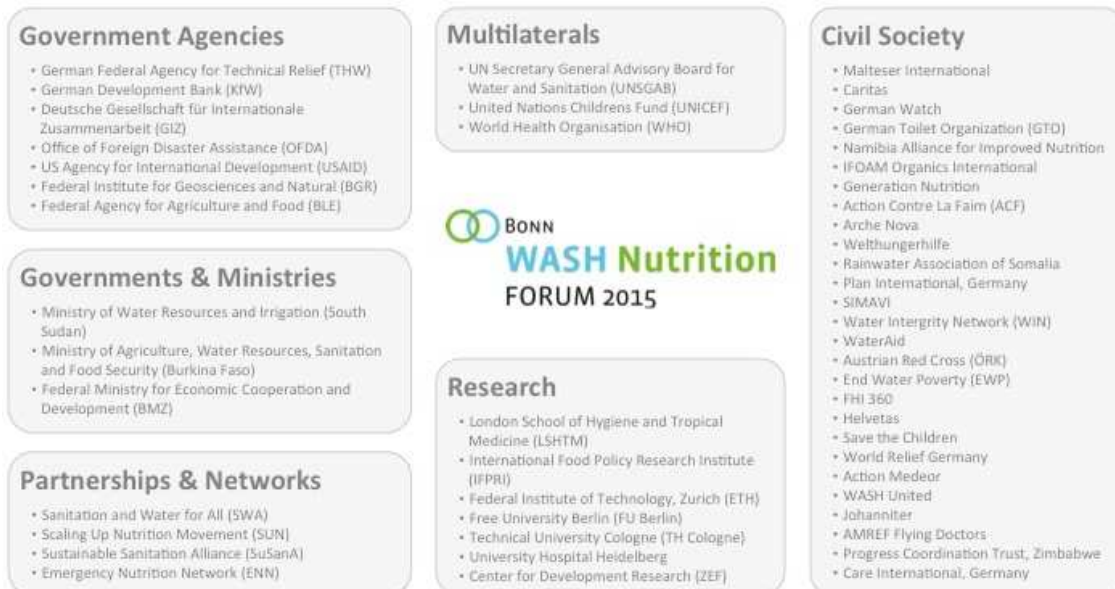 Government Agencies
• German Federal Agency for Technical Relief (THW)
• German Development Bank (KfW)
• Deutsche Gesellschaft für Internationale
Zusammenarbeit (GIZ)
• Office of Foreign Disaster Assistance (OFDA)
• US Agency for International Development (USAID)
• Federal Institute for Geosciences and Natural (BGR)
• Federal Agency for Agriculture and Food (BLE)
Governments & Ministries
• Ministry of Water Resources and Irrigation (South
Sudan)
• Ministry of Agriculture, Water Resources, Sanitation
and Food Security (Burkina Faso)
• Federal Ministry for Economic Cooperation and
Development (BMZ)
Partnerships & Networks
• Sanitation and Water for All (SWA)
• Scaling Up Nutrition Movement (SUN)
• Sustainable Sanitation Alliance (SuSanA)
• Emergency Nutrition Network (ENN)
Multilaterals
• UN Secretary General Advisory Board for
Water and Sanitation (UNSGAB)
• United Nations Childrens Fund (UNICEF)
• World Health Organisation (WHO)
BONN
WASH Nutrition
FORUM 2015
Research
• London School of Hygiene and Tropical
Medicine (LSHTM)
• International Food Policy Research Institute
(IFPRI)
• Federal Institute of Technology, Zurich (ETH)
• Free University Berlin (FU Berlin)
• Technical University Cologne (TH Cologne)
• University Hospital Heidelberg
• Center for Development Research (ZEF)
Civil Society
• Malteser International
• Caritas
• German Watch
• German Toilet Organization (GTO)
• Namibia Alliance for Improved Nutrition
• IFOAM Organics International
• Generation Nutrition
• Action Contre La Faim (ACF)
• Arche Nova
• Welthungerhilfe
• Rainwater Association of Somalia
• Plan International, Germany
• SIMAVI
• Water Intergrity Network (WIN)
• WaterAid
• Austrian Red Cross (ÖRK)
• End Water Poverty (EWP)
• FHI 360
• Helvetas
• Save the Children
• World Relief Germany
• Action Medeor
• WASH United
• Johanniter
• AMREF Flying Doctors
• Progress Coordination Trust, Zimbabwe
• Care International, Germany